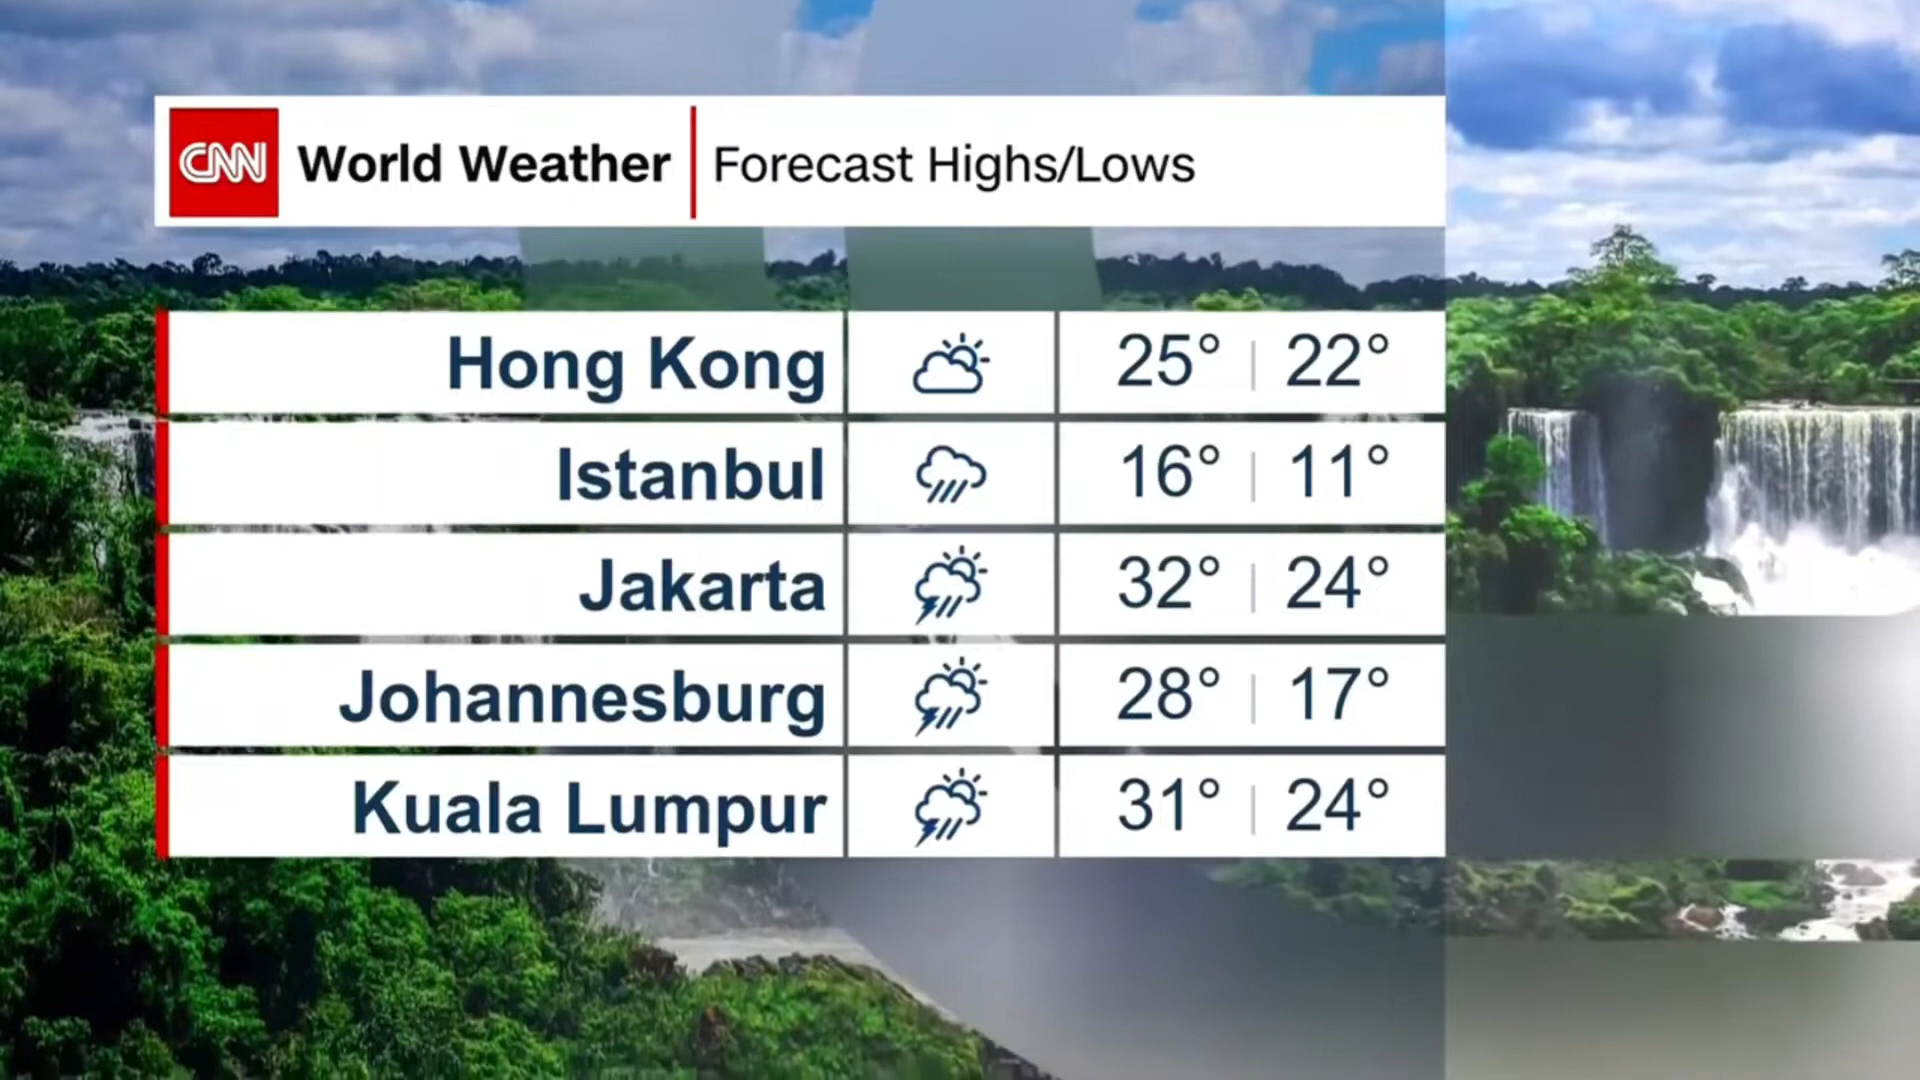 CNN World Weather | Forecast Highs/Lows
Hong Kong 25° | 22°
Istanbul 16° | 11°
Jakarta 32° | 24°
Johannesburg 28° | 17°
Kuala Lumpur 31° | 24°